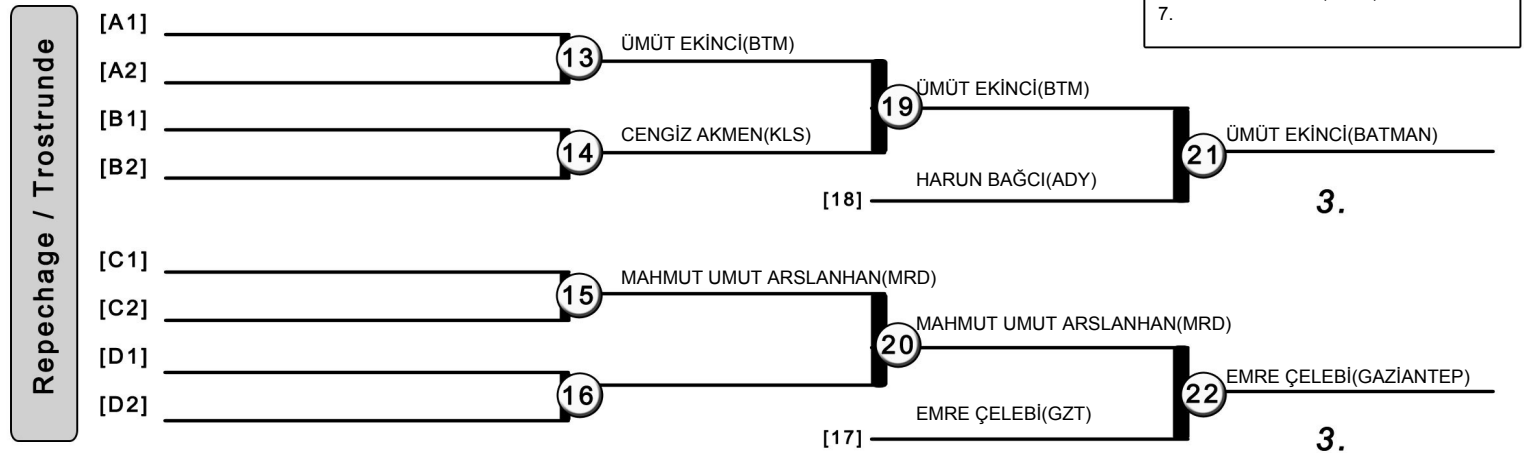 7.
Repechage / Trostrunde
[A1]
[A2]
13
ÜMÜT EKİNCİ(BTM)
[B1]
[B2]
14
CENGİZ AKMEN(KLS)
19
ÜMÜT EKİNCİ(BTM)
[18]
HARUN BAĞCI(ADY)
21
ÜMÜT EKİNCİ(BATMAN)
3.
[C1]
[C2]
15
MAHMUT UMUT ARSLANHAN(MRD)
[D1]
[D2]
16
20
MAHMUT UMUT ARSLANHAN(MRD)
[17]
EMRE ÇELEBİ(GZT)
22
EMRE ÇELEBİ(GAZİANTEP)
3.